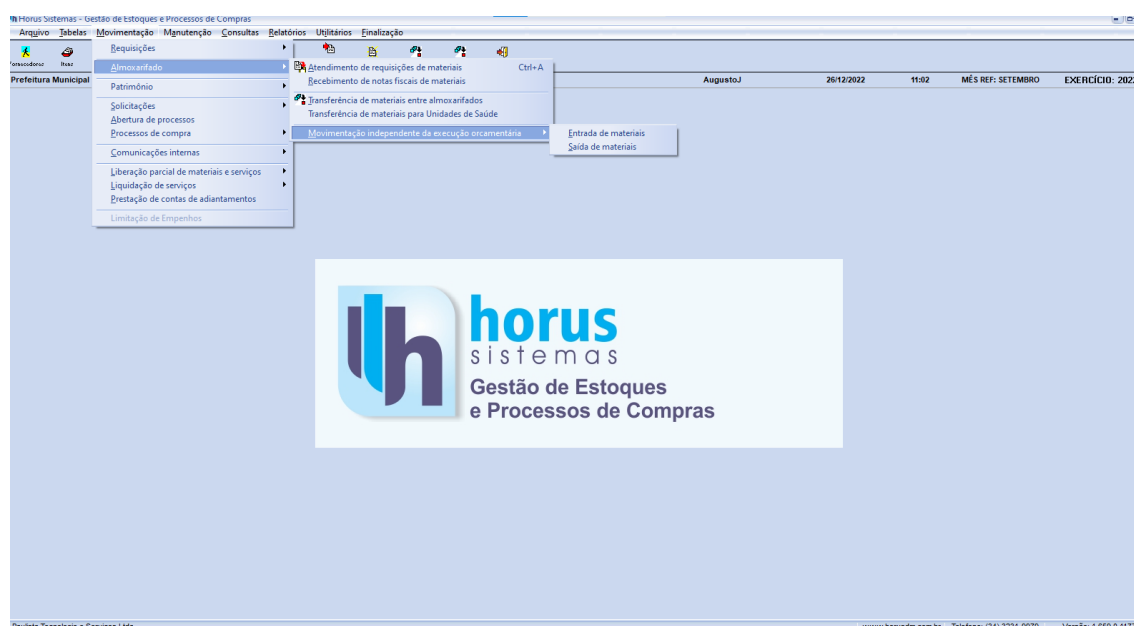 Horus Sistemas - Gestão de Estoques e Processos de Compras
Arquivo Tabelas Movimentação Manutenção Consultas Relatórios Utilitários Finalização
Fornecedores Itens
Prefeitura Municipal AugustoJ 26/12/2022 11:02 MÊS REF: SETEMBRO EXERCÍCIO: 202
Requisições
Almoxarifado
Patrimônio
Solicitações
Abertura de processos
Processos de compra
Comunicações internas
Liberação parcial de materiais e serviços
Liquidação de serviços
Prestação de contas de adiantamentos
Limitação de Empenhos
Atendimento de requisições de materiais Ctrl+A
Recebimento de notas fiscais de materiais
Transferência de materiais entre almoxarifados
Transferência de materiais para Unidades de Saúde
Movimentação independente da execução orcamentária
Entrada de materiais
Saída de materiais
horus
sistemas
Gestão de Estoques
e Processos de Compras